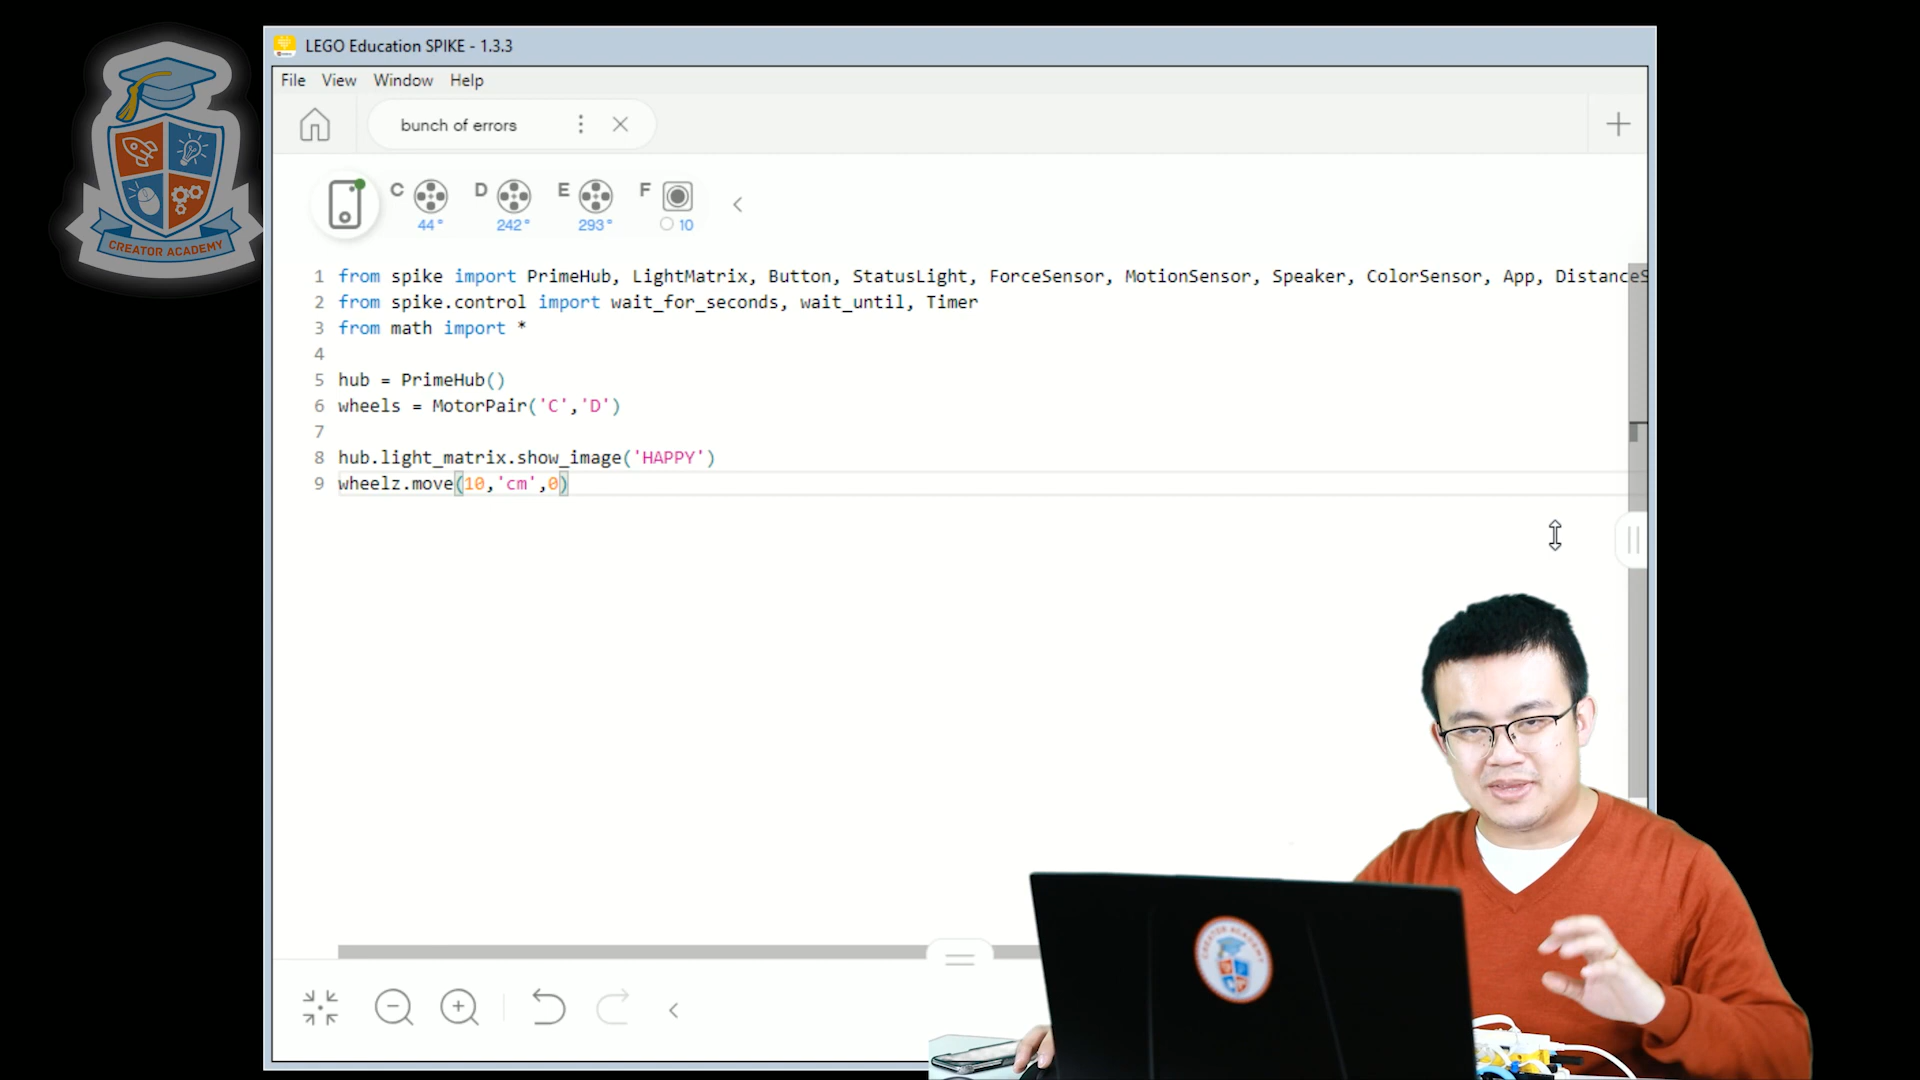 LEGO Education SPIKE - 1.3.3
File View Window Help
bunch of errors
C D E F
44° 242° 293° 10
1 from spike import PrimeHub, LightMatrix, Button, StatusLight, ForceSensor, MotionSensor, Speaker, ColorSensor, App, DistanceS
2 from spike.control import wait_for_seconds, wait_until, Timer
3 from math import *
4
5 hub = PrimeHub()
6 wheels = MotorPair('C','D')
7
8 hub.light_matrix.show_image('HAPPY')
9 wheelz.move(10,'cm',0)
CREATOR ACADEMY
CREATOR ACADEMY